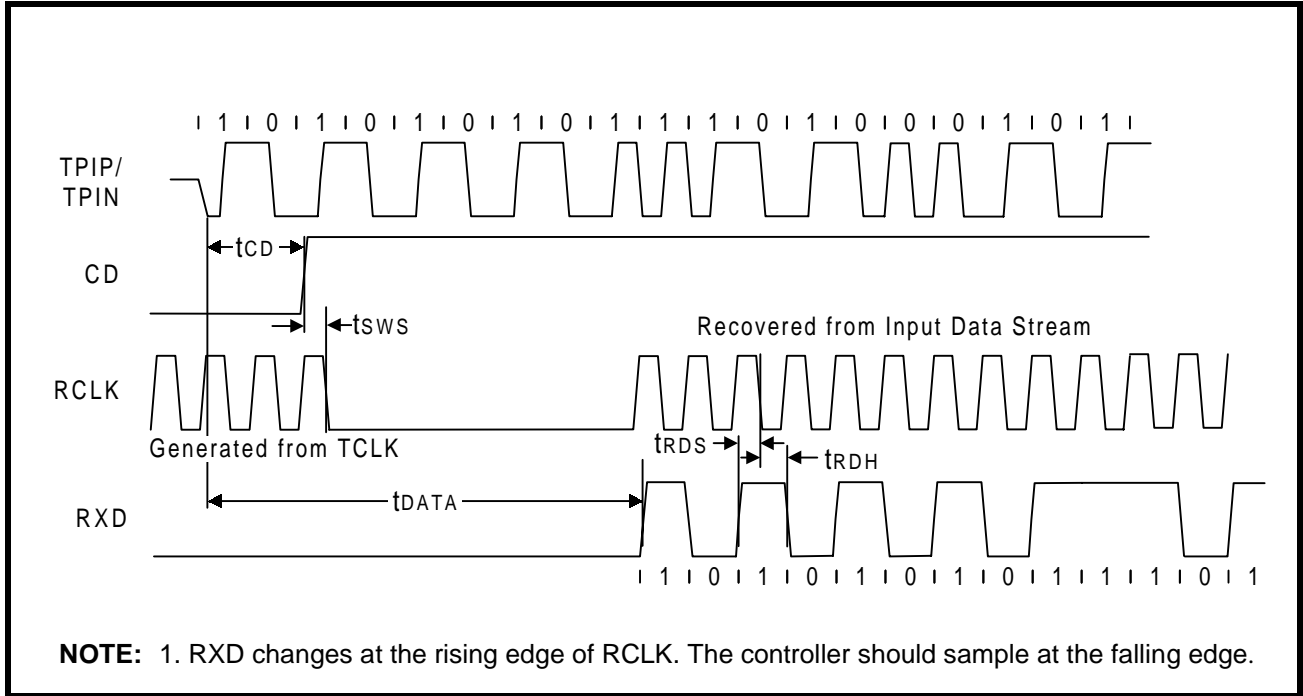 1 0 1 0 1 0 1 0 1 1 1 0 1 0 0 0 1 0 1
TPIP/
TPIN
tCD
CD
tSWS
Recovered from Input Data Stream
RCLK
Generated from TCLK
tRDS
tRDH
tDATA
RXD
1 0 1 0 1 0 1 0 1 1 1 0 1
NOTE: 1. RXD changes at the rising edge of RCLK. The controller should sample at the falling edge.